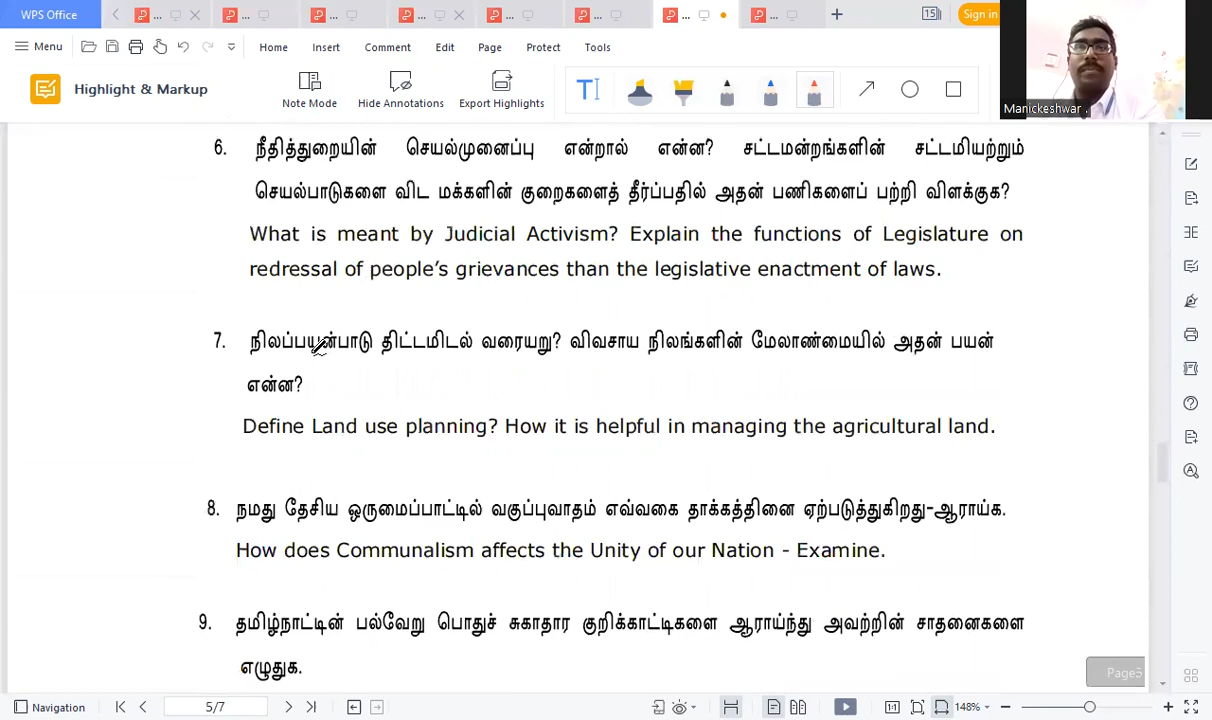 WPS Office
...
...
...
...
...
...
...
...
15
Sign in
Menu
Home
Insert
Comment
Edit
Page
Protect
Tools
Highlight & Markup
Note Mode
Hide Annotations
Export Highlights
Manickeshwar .
6. நீதித்துறையின் செயல்முனைப்பு என்றால் என்ன? சட்டமன்றங்களின் சட்டமியற்றும்
செயல்பாடுகளை விட மக்களின் குறைகளைத் தீர்ப்பதில் அதன் பணிகளைப் பற்றி விளக்குக?
What is meant by Judicial Activism? Explain the functions of Legislature on
redressal of people's grievances than the legislative enactment of laws.
7. நிலப்பயன்பாடு திட்டமிடல் வரையறு? விவசாய நிலங்களின் மேலாண்மையில் அதன் பயன்
என்ன?
Define Land use planning? How it is helpful in managing the agricultural land.
8. நமது தேசிய ஒருமைப்பாட்டில் வகுப்புவாதம் எவ்வகை தாக்கத்தினை ஏற்படுத்துகிறது-ஆராய்க.
How does Communalism affects the Unity of our Nation - Examine.
9. தமிழ்நாட்டின் பல்வேறு பொதுச் சுகாதார குறிக்காட்டிகளை ஆராய்ந்து அவற்றின் சாதனைகளை
எழுதுக.
Page5
Navigation
5/7
1:1
148%